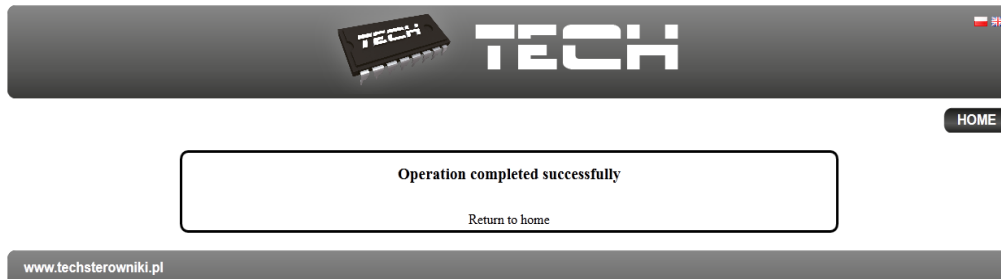 TECH
TECH
HOME
Operation completed successfully
Return to home
www.techsterowniki.pl